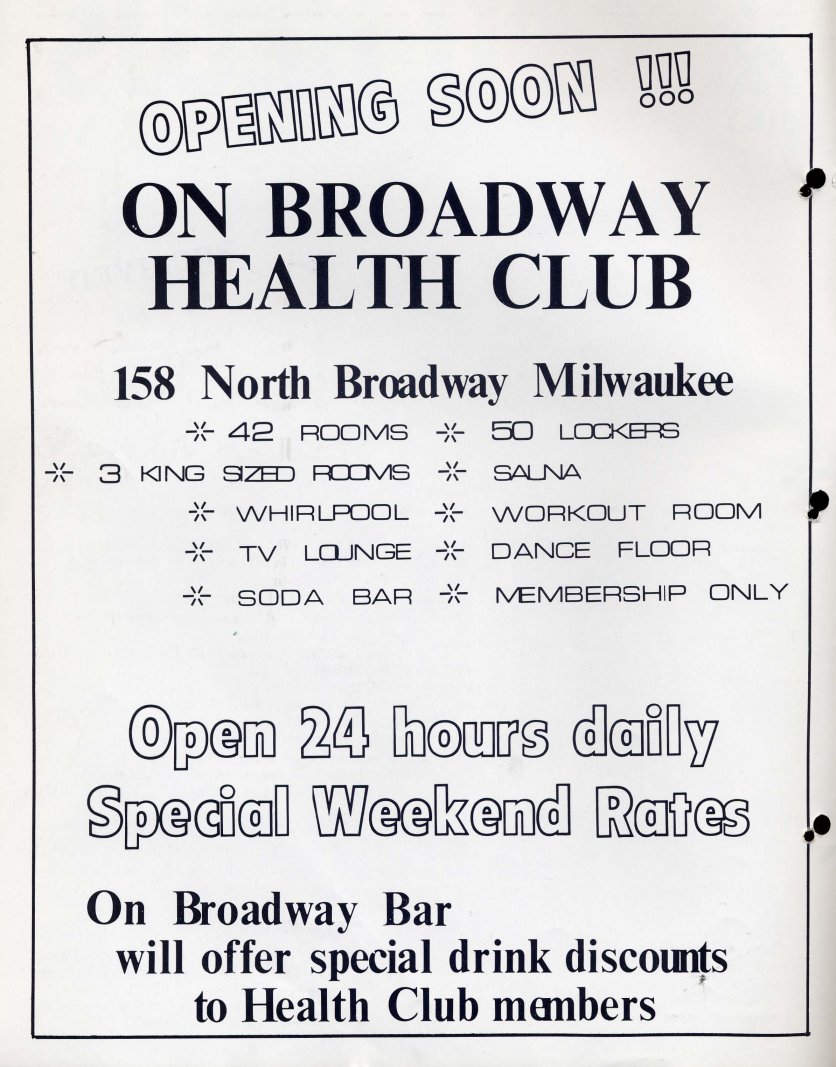 OPENING SOON !!!
ON BROADWAY
HEALTH CLUB
158 North Broadway Milwaukee
* 42 ROOMS * 50 LOCKERS
* 3 KING SIZED ROOMS * SAUNA
* WHIRLPOOL * WORKOUT ROOM
* TV LOUNGE * DANCE FLOOR
* SODA BAR * MEMBERSHIP ONLY
Open 24 hours daily
Special Weekend Rates
On Broadway Bar
will offer special drink discounts
to Health Club members